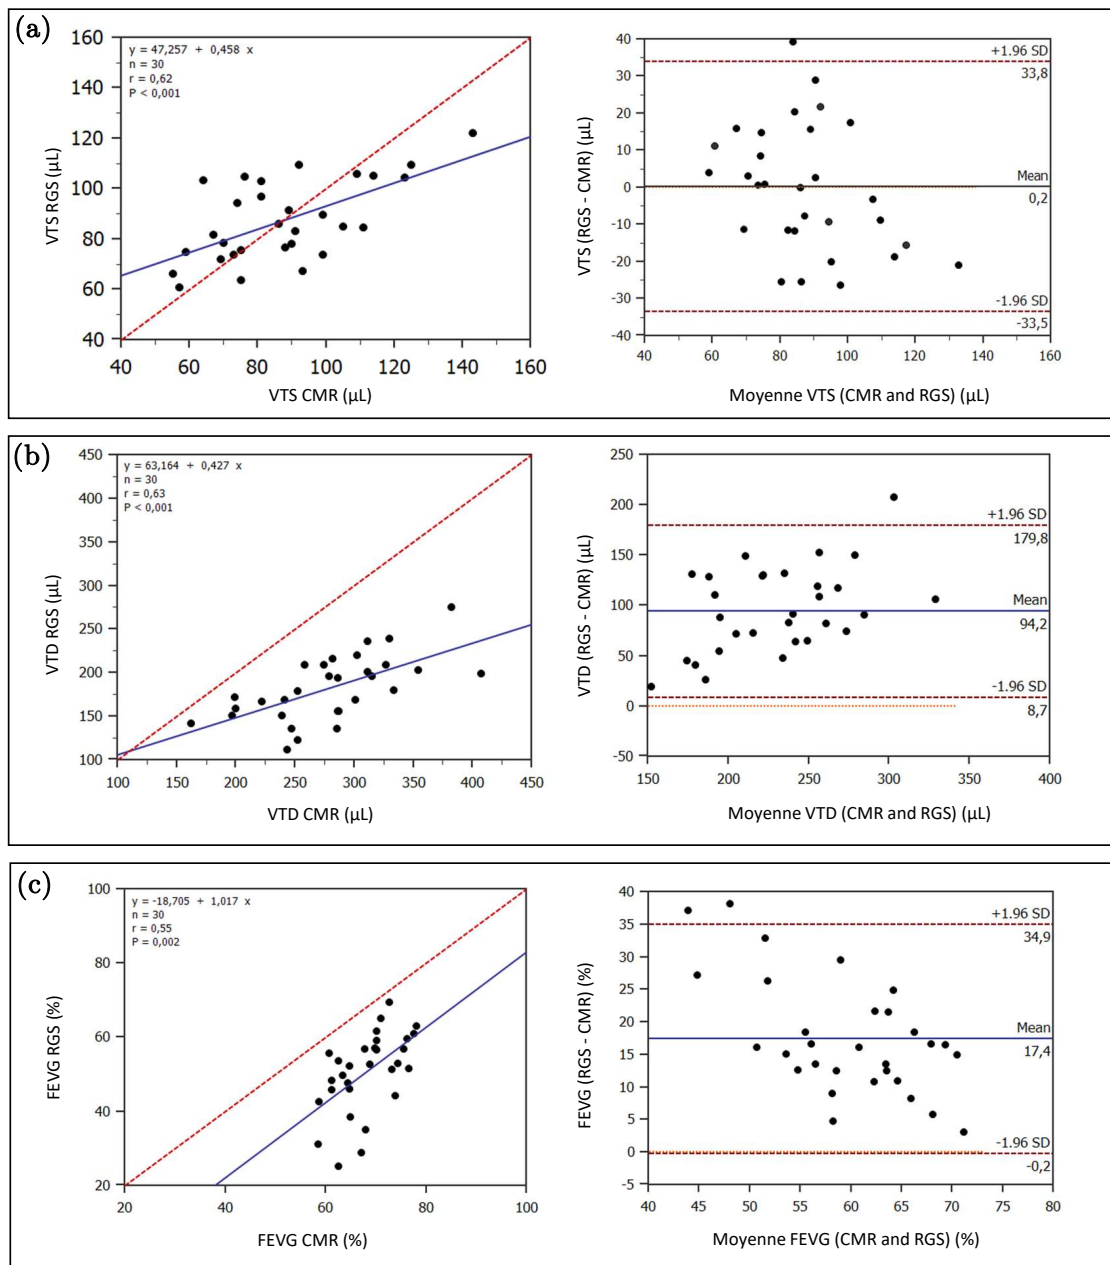 (a)
y = 47,257 + 0,458 x
n = 30
r = 0,62
P < 0,001
VTS RGS (µL)
160
140
120
100
80
60
40
40 60 80 100 120 140 160
VTS CMR (µL)
VTS (RGS - CMR) (µL)
40
30
20
10
0
-10
-20
-30
-40
+1.96 SD
33,8
Mean
0,2
-1.96 SD
-33,5
40 60 80 100 120 140 160
Moyenne VTS (CMR and RGS) (µL)
(b)
y = 63,164 + 0,427 x
n = 30
r = 0,63
P < 0,001
VTD RGS (µL)
450
400
350
300
250
200
150
100
100 150 200 250 300 350 400 450
VTD CMR (µL)
VTD (RGS - CMR) (µL)
250
200
150
100
50
0
-50
+1.96 SD
179,8
Mean
94,2
-1.96 SD
8,7
150 200 250 300 350 400
Moyenne VTD (CMR and RGS) (µL)
(c)
y = -18,705 + 1,017 x
n = 30
r = 0,55
P = 0,002
FEVG RGS (%)
100
80
60
40
20
20 40 60 80 100
FEVG CMR (%)
FEVG (RGS - CMR) (%)
40
35
30
25
20
15
10
5
0
-5
+1.96 SD
34,9
Mean
17,4
-1.96 SD
-0,2
40 45 50 55 60 65 70 75 80
Moyenne FEVG (CMR and RGS) (%)